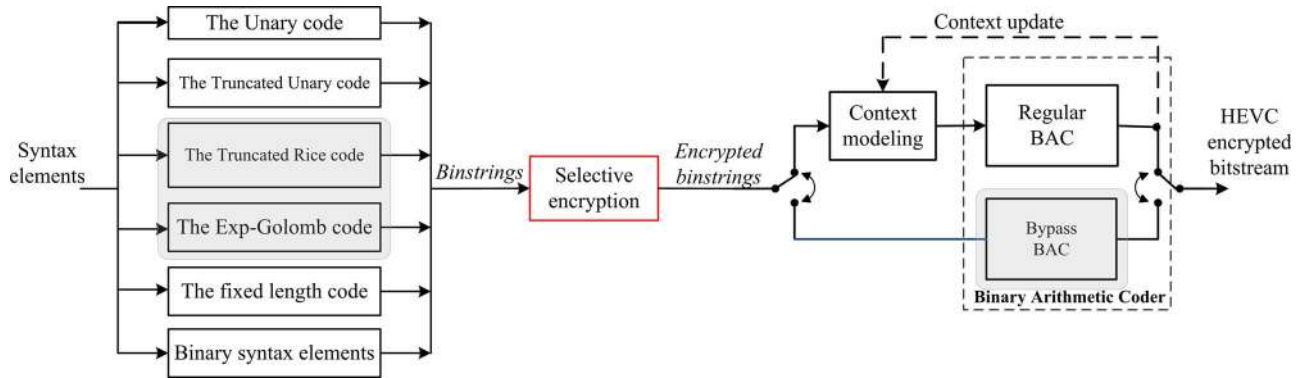 The Unary code
The Truncated Unary code
The Truncated Rice code
The Exp-Golomb code
The fixed length code
Binary syntax elements
Syntax
elements
Binstrings
Selective
encryption
Encrypted
binstrings
Context update
Context
modeling
Regular
BAC
Bypass
BAC
Binary Arithmetic Coder
HEVC
encrypted
bitstream